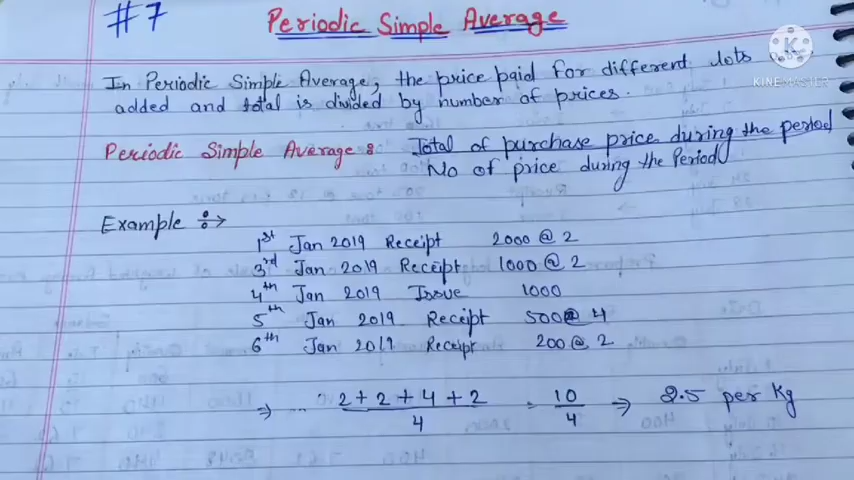 #7
Periodic Simple Average
In Periodic Simple Average, the price paid for different lots
added and total is divided by number of prices.
Periodic Simple Average : Total of purchase price during the period
No of price during the Period
Example ÷→
1st Jan 2019 Receipt 2000 @ 2
3rd Jan 2019 Receipt 1000 @ 2
4th Jan 2019 Issue 1000
5th Jan 2019 Receipt 500@ 4
6th Jan 2019 Receipt 200 @ 2
⇒ 2 + 2 + 4 + 2 = 10 ⇒ 2.5 per Kg
4 4
K
KINEMASTER